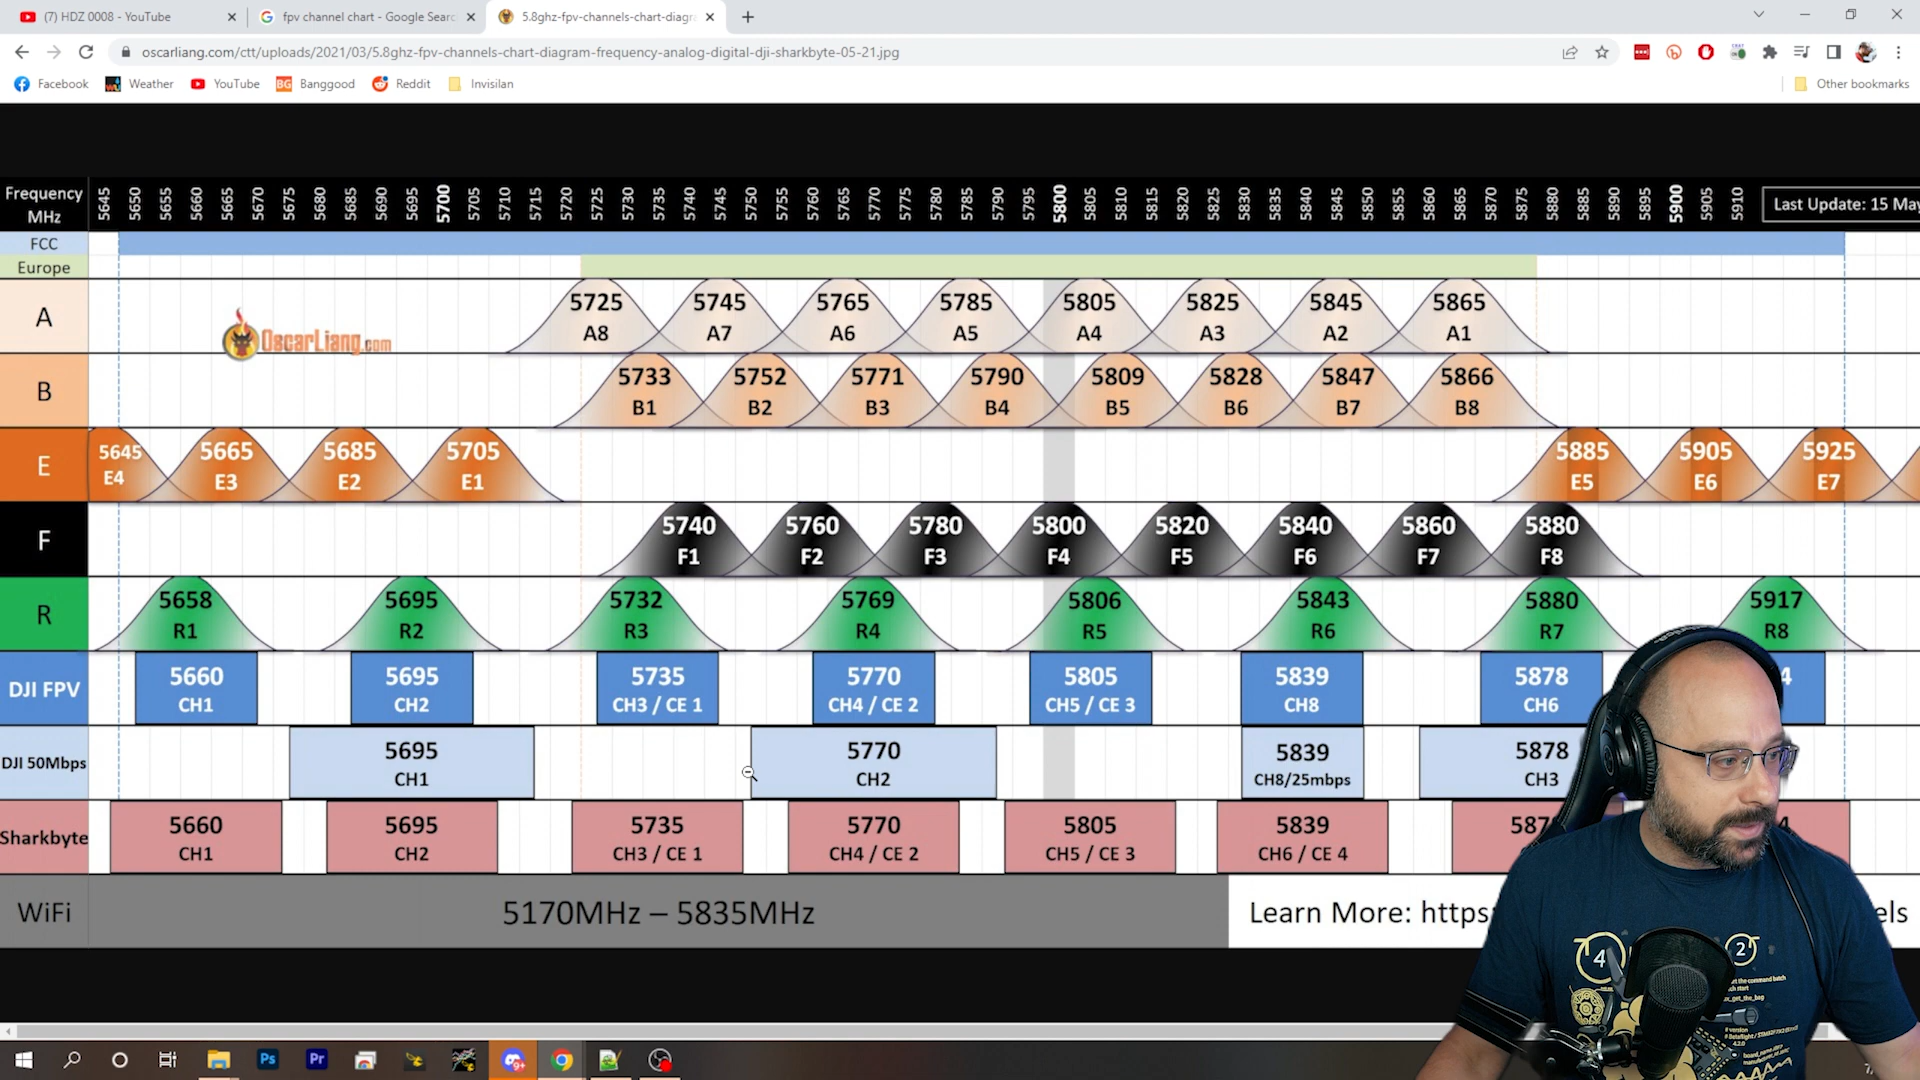 (7) HDZ 0008 - YouTube
fpv channel chart - Google Searc
5.8ghz-fpv-channels-chart-diagra
oscarliang.com/ctt/uploads/2021/03/5.8ghz-fpv-channels-chart-diagram-frequency-analog-digital-dji-sharkbyte-05-21.jpg
Facebook Weather YouTube BG Banggood Reddit Invisilan Other bookmarks
Frequency MHz 5645 5650 5655 5660 5665 5670 5675 5680 5685 5690 5695 5700 5705 5710 5715 5720 5725 5730 5735 5740 5745 5750 5755 5760 5765 5770 5775 5780 5785 5790 5795 5800 5805 5810 5815 5820 5825 5830 5835 5840 5845 5850 5855 5860 5865 5870 5875 5880 5885 5890 5895 5900 5905 5910 Last Update: 15 May
FCC
Europe
A
5725 5745 5765 5785 5805 5825 5845 5865
A8 A7 A6 A5 A4 A3 A2 A1
OscarLiang.com
B
5733 5752 5771 5790 5809 5828 5847 5866
B1 B2 B3 B4 B5 B6 B7 B8
E
5645 5665 5685 5705 5885 5905 5925
E4 E3 E2 E1 E5 E6 E7
F
5740 5760 5780 5800 5820 5840 5860 5880
F1 F2 F3 F4 F5 F6 F7 F8
R
5658 5695 5732 5769 5806 5843 5880 5917
R1 R2 R3 R4 R5 R6 R7 R8
DJI FPV
5660 5695 5735 5770 5805 5839 5878 4
CH1 CH2 CH3 / CE 1 CH4 / CE 2 CH5 / CE 3 CH8 CH6
DJI 50Mbps
5695 5770 5839 5878
CH1 CH2 CH8/25mbps CH3
Sharkbyte
5660 5695 5735 5770 5805 5839 587 4
CH1 CH2 CH3 / CE 1 CH4 / CE 2 CH5 / CE 3 CH6 / CE 4
WiFi 5170MHz – 5835MHz Learn More: https els
4 2
Ps Pr